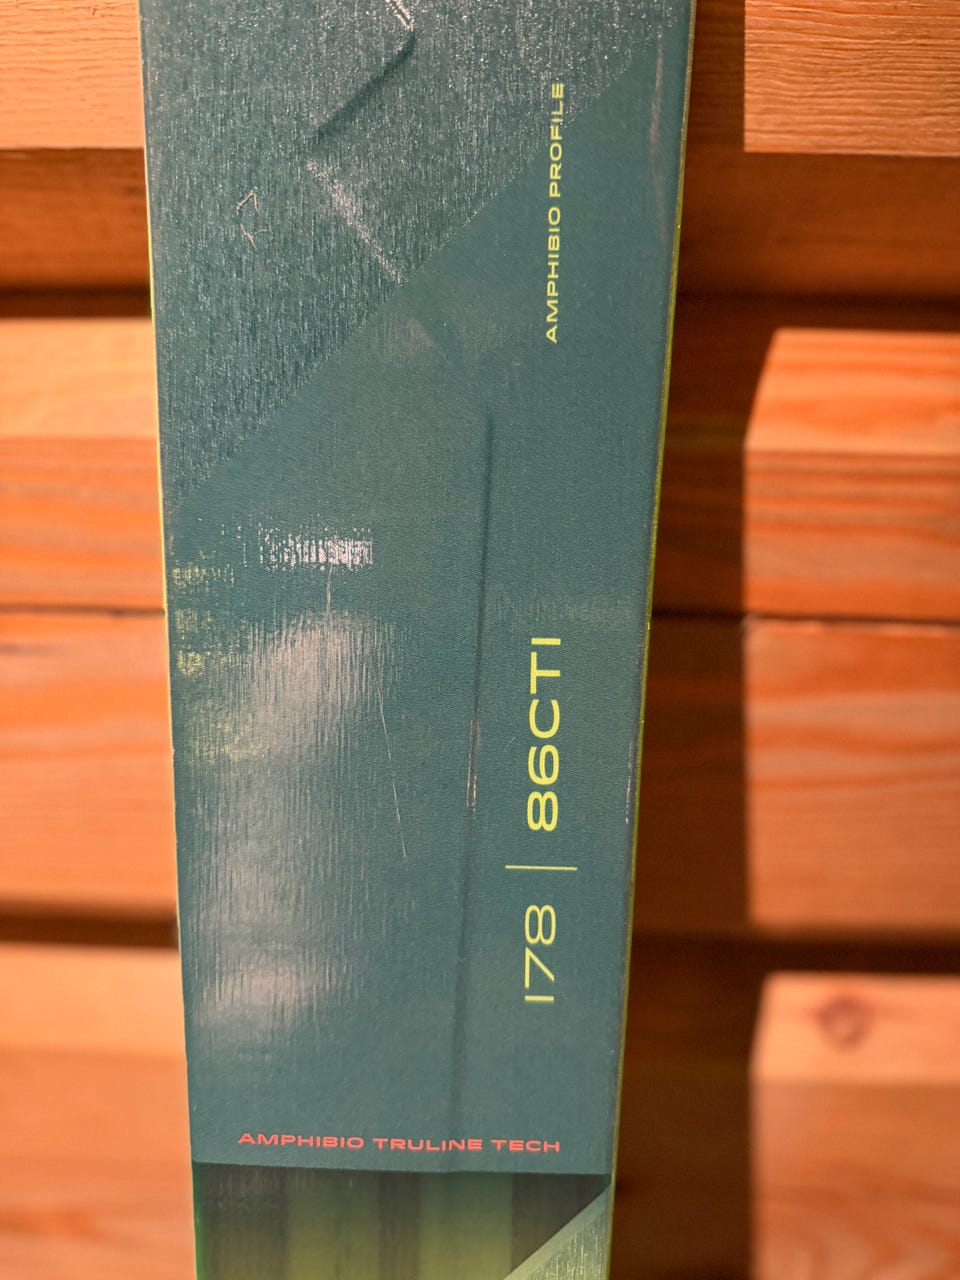 AMPHIBIO PROFILE
178 | 86CTI
AMPHIBIO TRULINE TECH